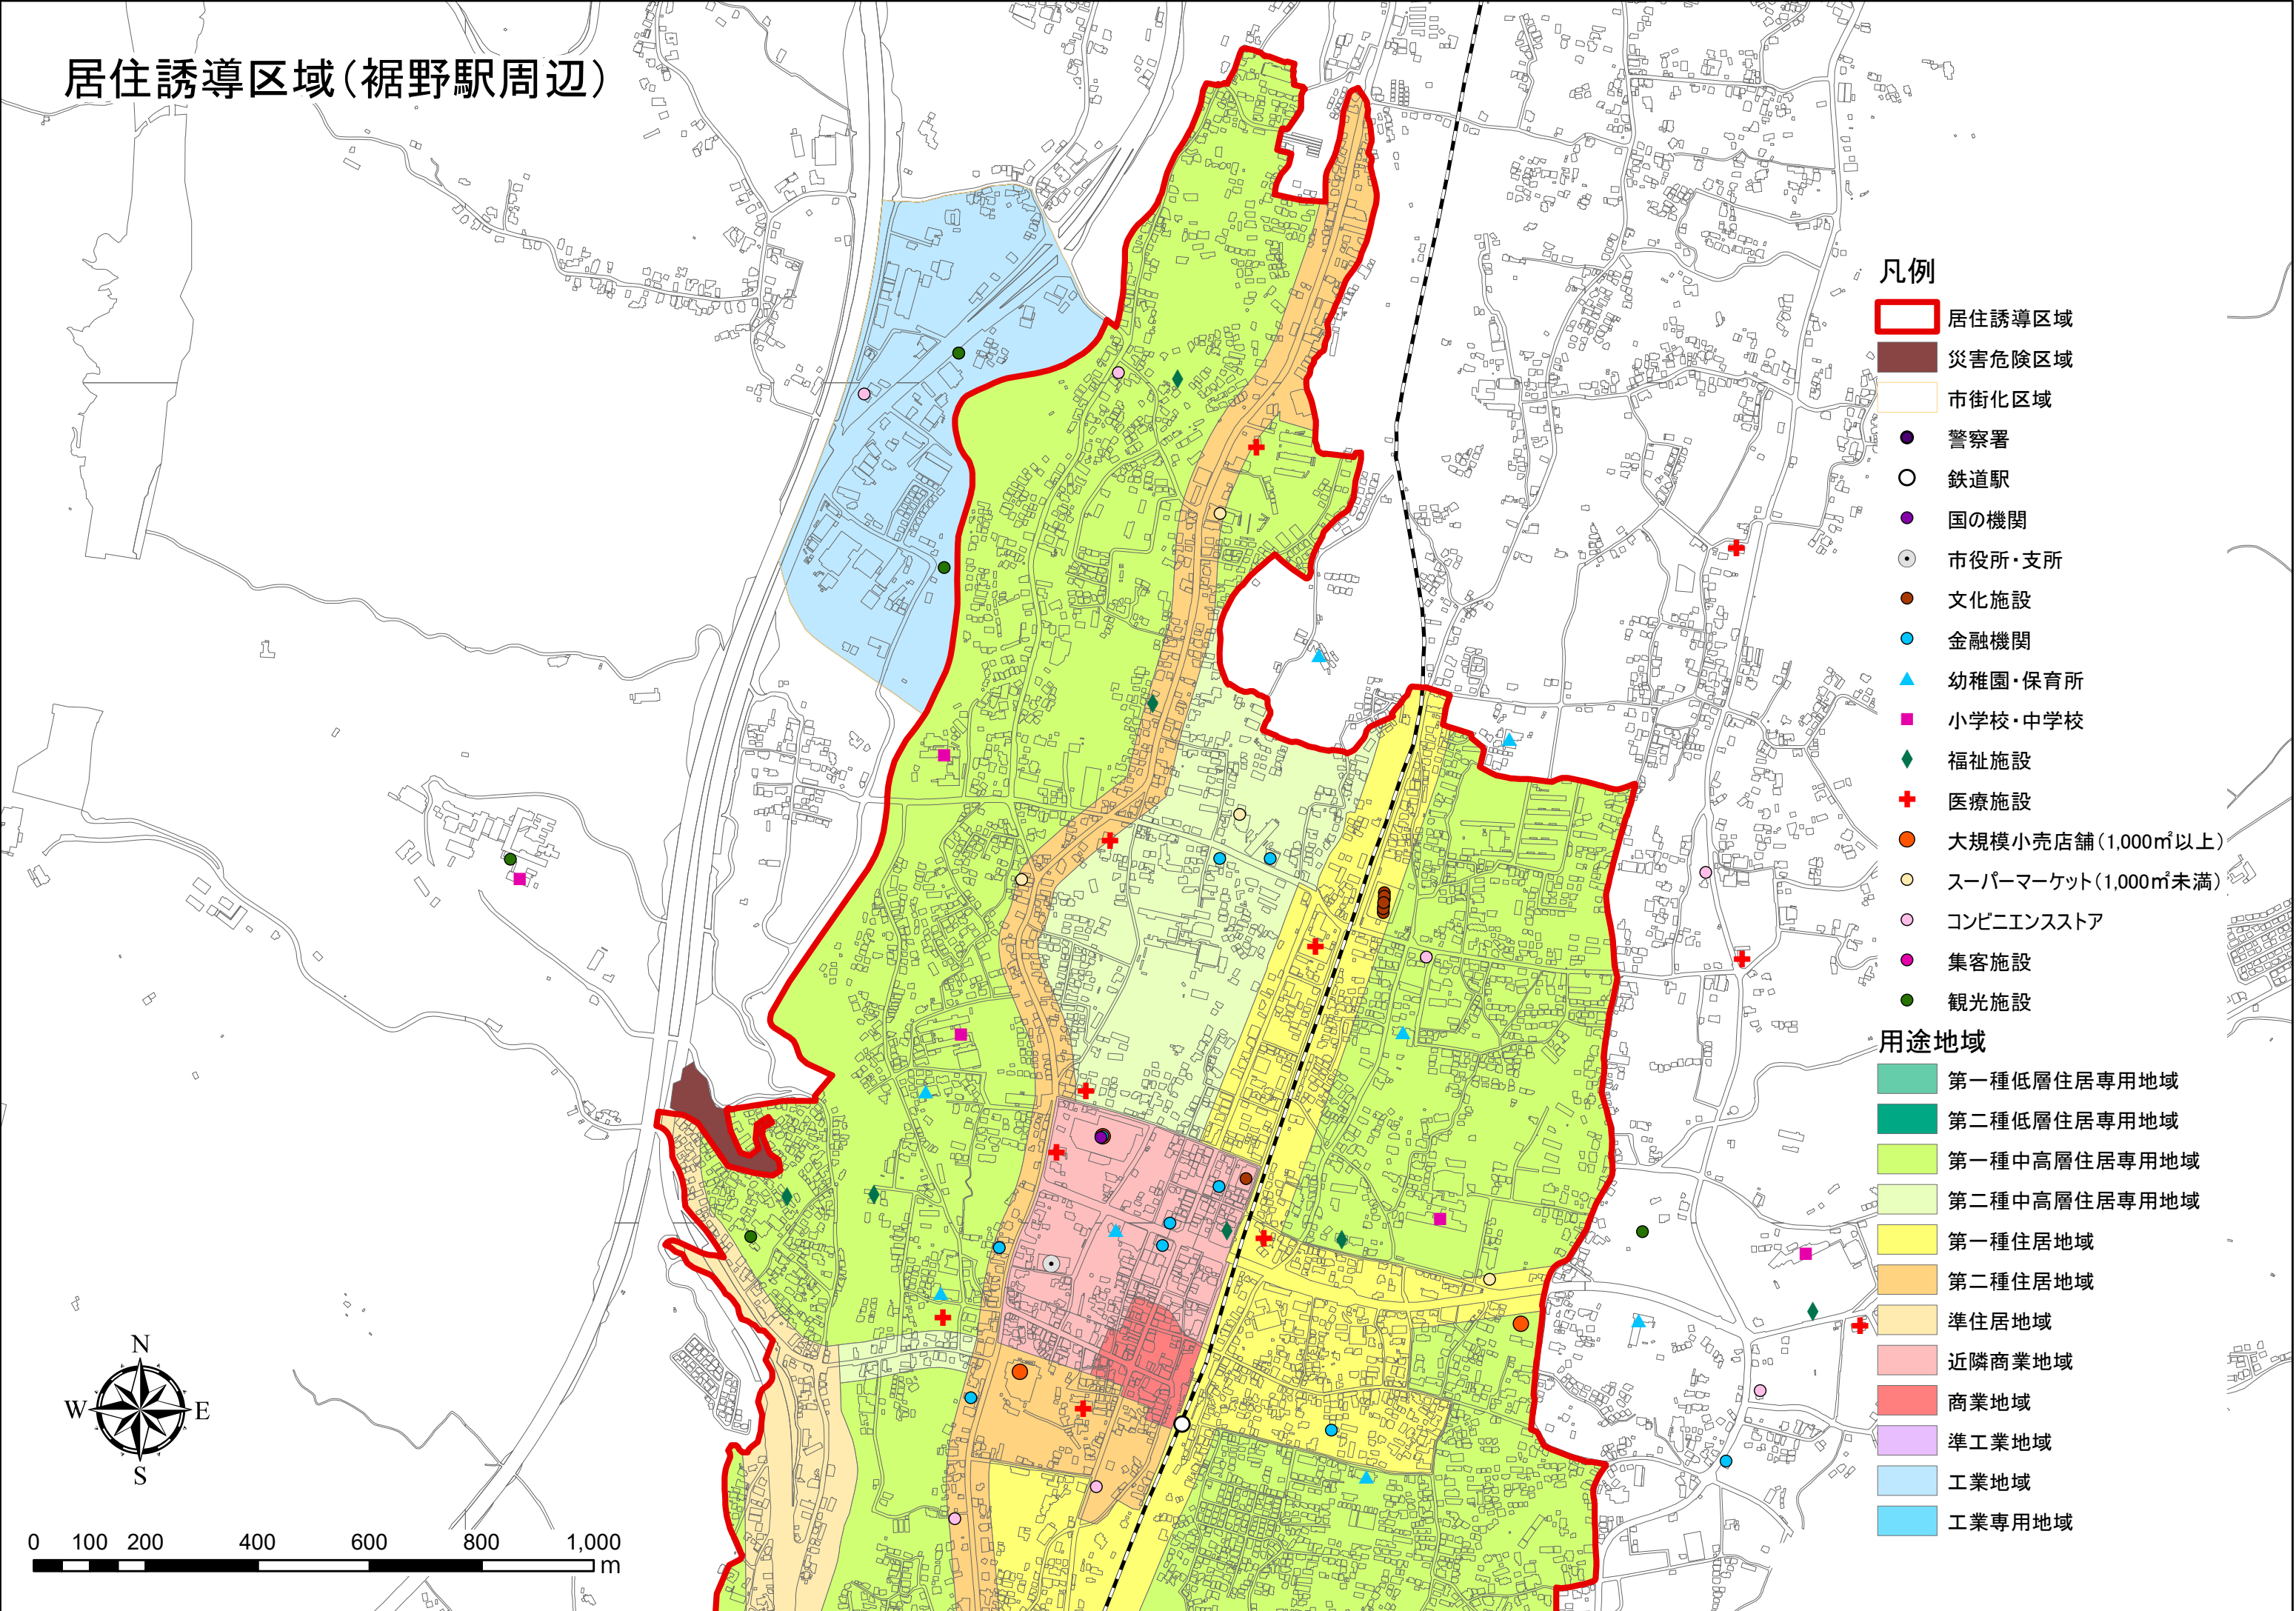 居住誘導区域(裾野駅周辺)
凡例
居住誘導区域
災害危険区域
市街化区域
警察署
鉄道駅
国の機関
市役所・支所
文化施設
金融機関
幼稚園・保育所
小学校・中学校
福祉施設
医療施設
大規模小売店舗(1,000㎡以上)
スーパーマーケット(1,000㎡未満)
コンビニエンスストア
集客施設
観光施設
用途地域
第一種低層住居専用地域
第二種低層住居専用地域
第一種中高層住居専用地域
第二種中高層住居専用地域
第一種住居地域
第二種住居地域
準住居地域
近隣商業地域
商業地域
準工業地域
工業地域
工業専用地域
N
W E
S
0 100 200 400 600 800 1,000
m